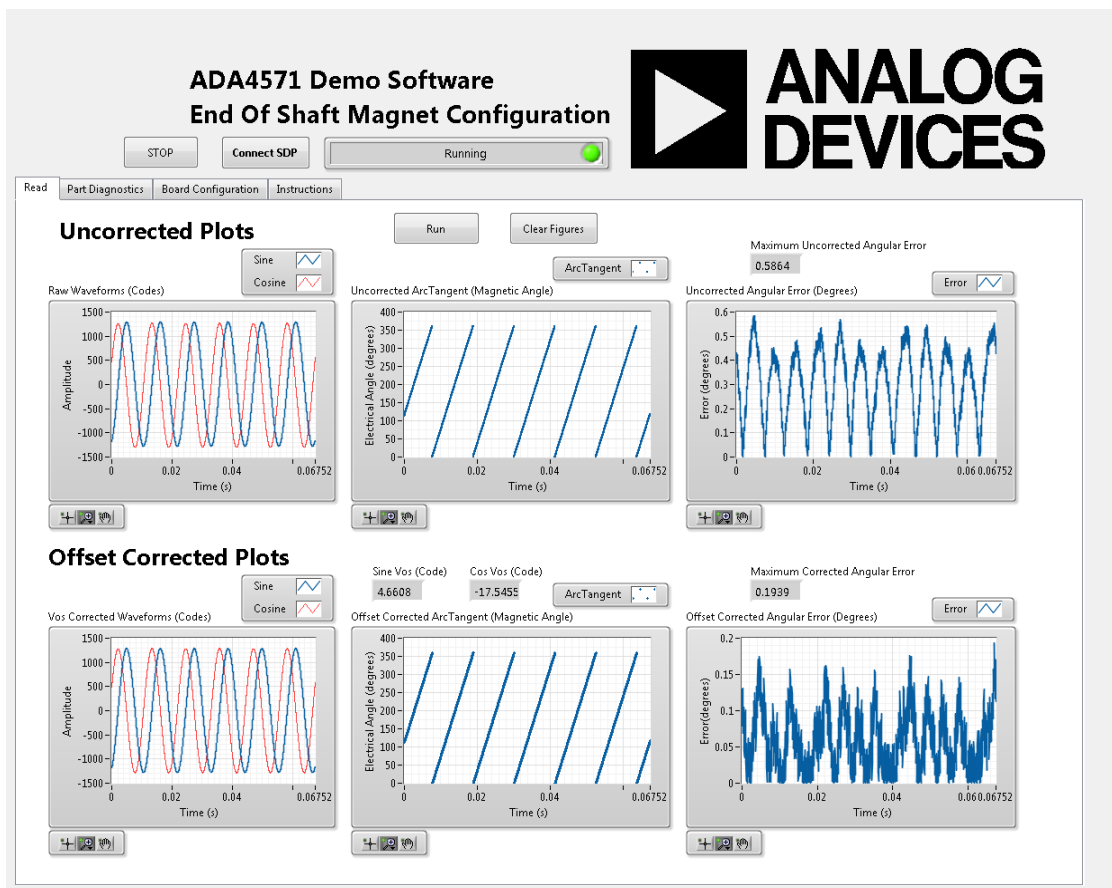 ADA4571 Demo Software
End Of Shaft Magnet Configuration
ANALOG
DEVICES
STOP
Connect SDP
Running
Read
Part Diagnostics
Board Configuration
Instructions
Uncorrected Plots
Run
Clear Figures
Sine
Cosine
Raw Waveforms (Codes)
1500
1000
500
0
-500
-1000
-1500
Amplitude
0
0.02
0.04
0.06752
Time (s)
ArcTangent
Uncorrected ArcTangent (Magnetic Angle)
400
350
300
250
200
150
100
50
0
Electrical Angle (degrees)
0
0.04
0.06752
Time (s)
Maximum Uncorrected Angular Error
0.5864
Error
Uncorrected Angular Error (Degrees)
0.6
0.5
0.4
0.3
0.2
0.1
0
Error (degrees)
0
0.02
0.04
0.06 0.06752
Time (s)
Offset Corrected Plots
Sine
Cosine
Vos Corrected Waveforms (Codes)
1500
1000
500
0
-500
-1000
-1500
Amplitude
0
0.02
0.04
0.06752
Time (s)
Sine Vos (Code)
4.6608
Cos Vos (Code)
-17.5455
ArcTangent
Offset Corrected ArcTangent (Magnetic Angle)
400
350
300
250
200
150
100
50
0
Electrical Angle (degrees)
0
0.04
0.06752
Time (s)
Maximum Corrected Angular Error
0.1939
Error
Offset Corrected Angular Error (Degrees)
0.2
0.15
0.1
0.05
0
Error(degrees)
0
0.02
0.04
0.06 0.06752
Time (s)